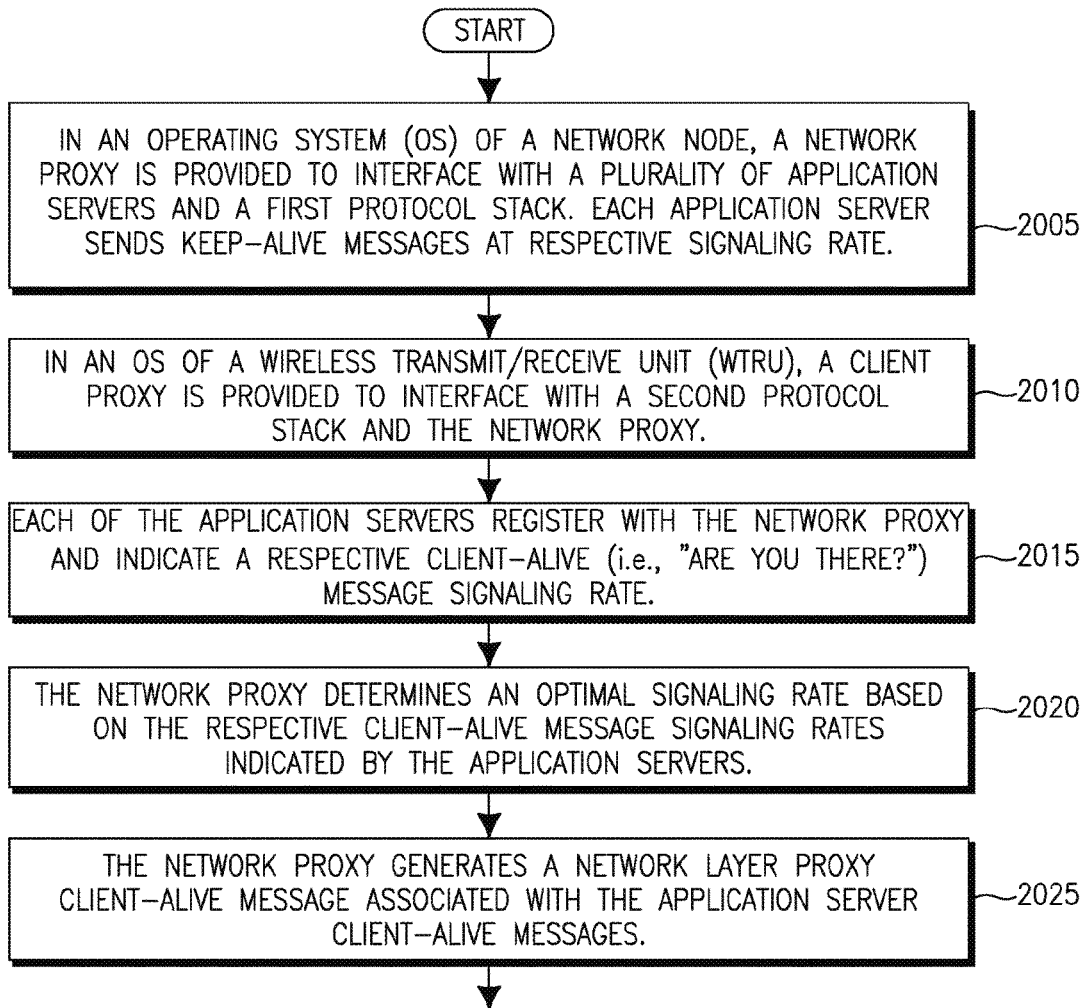 START
IN AN OPERATING SYSTEM (OS) OF A NETWORK NODE, A NETWORK
PROXY IS PROVIDED TO INTERFACE WITH A PLURALITY OF APPLICATION
SERVERS AND A FIRST PROTOCOL STACK. EACH APPLICATION SERVER
SENDS KEEP-ALIVE MESSAGES AT RESPECTIVE SIGNALING RATE.
2005
IN AN OS OF A WIRELESS TRANSMIT/RECEIVE UNIT (WTRU), A CLIENT
PROXY IS PROVIDED TO INTERFACE WITH A SECOND PROTOCOL
STACK AND THE NETWORK PROXY.
2010
EACH OF THE APPLICATION SERVERS REGISTER WITH THE NETWORK PROXY
AND INDICATE A RESPECTIVE CLIENT-ALIVE (i.e., "ARE YOU THERE?")
MESSAGE SIGNALING RATE.
2015
THE NETWORK PROXY DETERMINES AN OPTIMAL SIGNALING RATE BASED
ON THE RESPECTIVE CLIENT-ALIVE MESSAGE SIGNALING RATES
INDICATED BY THE APPLICATION SERVERS.
2020
THE NETWORK PROXY GENERATES A NETWORK LAYER PROXY
CLIENT-ALIVE MESSAGE ASSOCIATED WITH THE APPLICATION SERVER
CLIENT-ALIVE MESSAGES.
2025